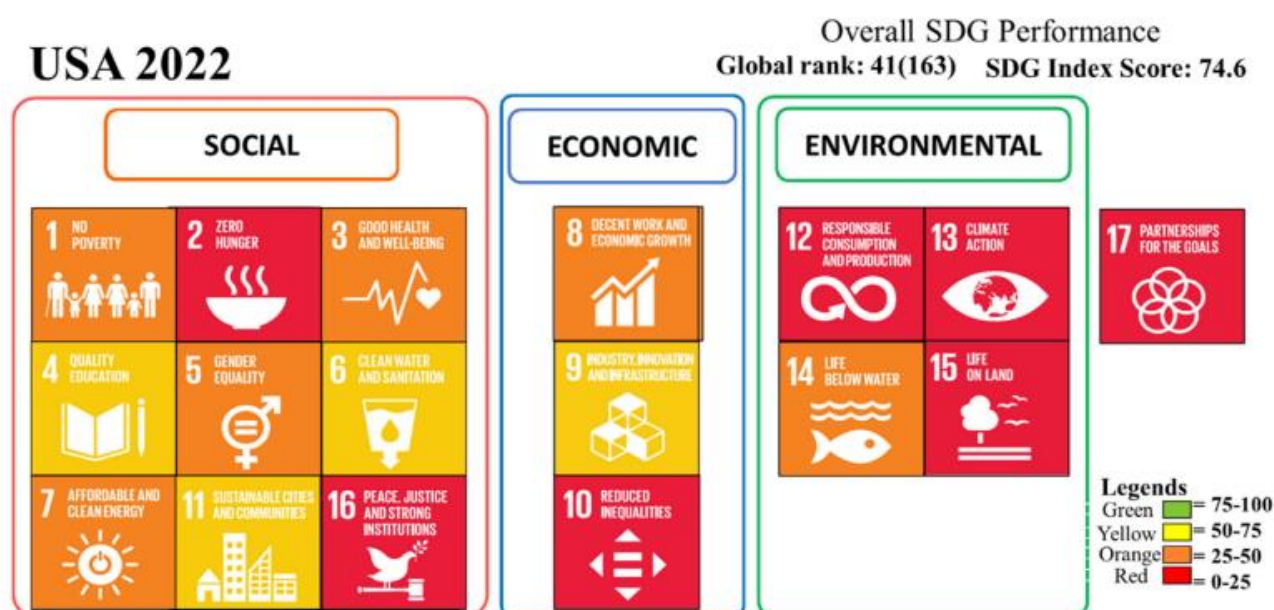 USA 2022
Overall SDG Performance
Global rank: 41(163) SDG Index Score: 74.6
SOCIAL
1 NO
POVERTY
2 ZERO
HUNGER
3 GOOD HEALTH
AND WELL-BEING
4 QUALITY
EDUCATION
5 GENDER
EQUALITY
6 CLEAN WATER
AND SANITATION
7 AFFORDABLE AND
CLEAN ENERGY
11 SUSTAINABLE CITIES
AND COMMUNITIES
16 PEACE, JUSTICE
AND STRONG
INSTITUTIONS
ECONOMIC
8 DECENT WORK AND
ECONOMIC GROWTH
9 INDUSTRY, INNOVATION
AND INFRASTRUCTURE
10 REDUCED
INEQUALITIES
ENVIRONMENTAL
12 RESPONSIBLE
CONSUMPTION
AND PRODUCTION
13 CLIMATE
ACTION
14 LIFE
BELOW WATER
15 LIFE
ON LAND
17 PARTNERSHIPS
FOR THE GOALS
Legends
Green = 75-100
Yellow = 50-75
Orange = 25-50
Red = 0-25